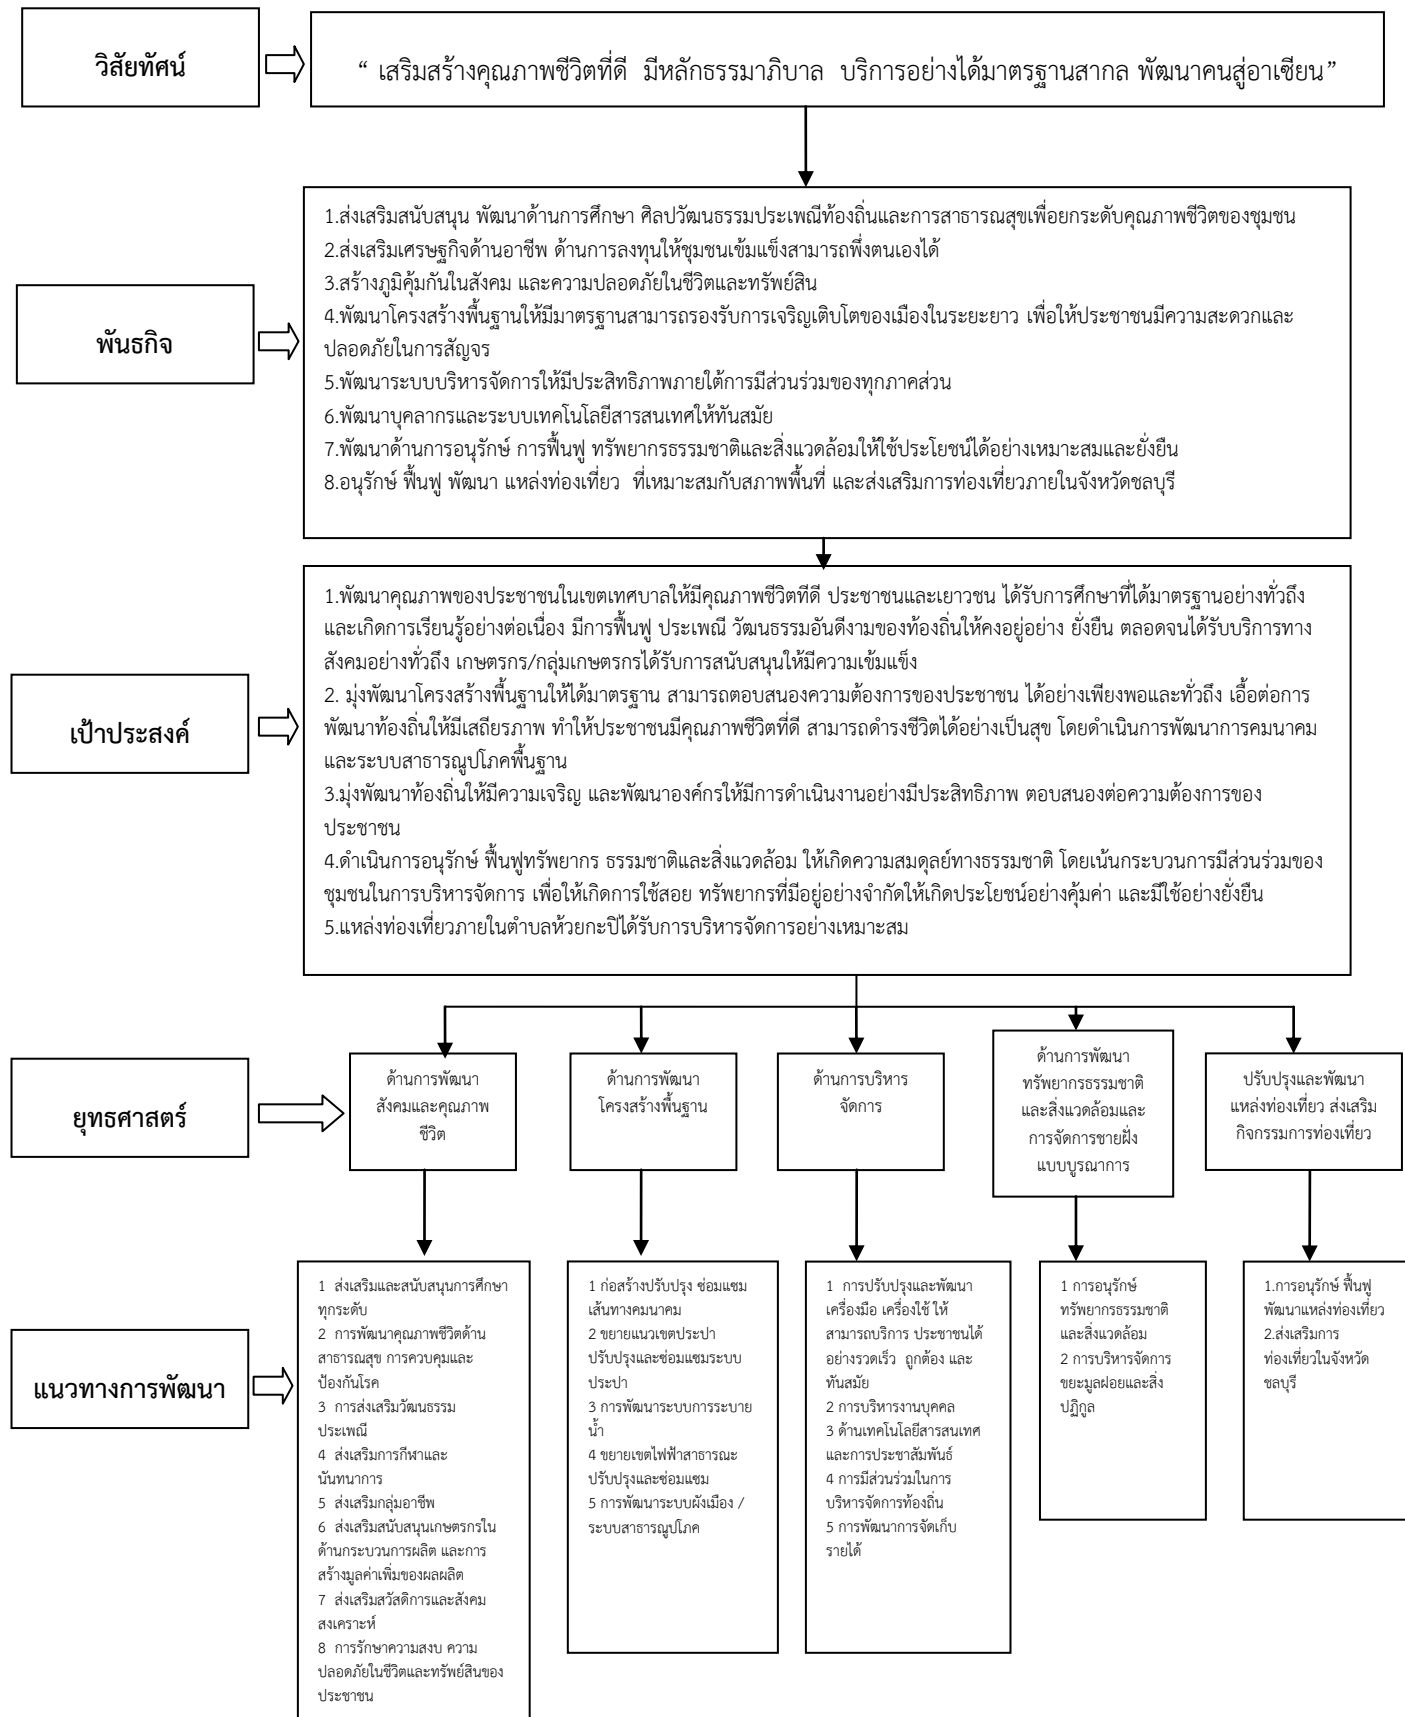 วิสัยทัศน์
“ เสริมสร้างคุณภาพชีวิตที่ดี  มีหลักธรรมาภิบาล  บริการอย่างได้มาตรฐานสากล พัฒนาคนสู่อาเซียน”
พันธกิจ
1.ส่งเสริมสนับสนุน พัฒนาด้านการศึกษา ศิลปวัฒนธรรมประเพณีท้องถิ่นและการสาธารณสุขเพื่อยกระดับคุณภาพชีวิตของชุมชน
2.ส่งเสริมเศรษฐกิจด้านอาชีพ ด้านการลงทุนให้ชุมชนเข้มแข็งสามารถพึ่งตนเองได้
3.สร้างภูมิคุ้มกันในสังคม และความปลอดภัยในชีวิตและทรัพย์สิน
4.พัฒนาโครงสร้างพื้นฐานให้มีมาตรฐานสามารถรองรับการเจริญเติบโตของเมืองในระยะยาว เพื่อให้ประชาชนมีความสะดวกและ
ปลอดภัยในการสัญจร
5.พัฒนาระบบบริหารจัดการให้มีประสิทธิภาพภายใต้การมีส่วนร่วมของทุกภาคส่วน
6.พัฒนาบุคลากรและระบบเทคโนโลยีสารสนเทศให้ทันสมัย
7.พัฒนาด้านการอนุรักษ์ การฟื้นฟู ทรัพยากรธรรมชาติและสิ่งแวดล้อมให้ใช้ประโยชน์ได้อย่างเหมาะสมและยั่งยืน
8.อนุรักษ์ ฟื้นฟู พัฒนา แหล่งท่องเที่ยว  ที่เหมาะสมกับสภาพพื้นที่ และส่งเสริมการท่องเที่ยวภายในจังหวัดชลบุรี
เป้าประสงค์
1.พัฒนาคุณภาพของประชาชนในเขตเทศบาลให้มีคุณภาพชีวิตทีดี ประชาชนและเยาวชน ได้รับการศึกษาที่ได้มาตรฐานอย่างทั่วถึง
และเกิดการเรียนรู้อย่างต่อเนื่อง มีการฟื้นฟู ประเพณี วัฒนธรรมอันดีงามของท้องถิ่นให้คงอยู่อย่าง ยั่งยืน ตลอดจนได้รับบริการทาง
สังคมอย่างทั่วถึง เกษตรกร/กลุ่มเกษตรกรได้รับการสนับสนุนให้มีความเข้มแข็ง
2. มุ่งพัฒนาโครงสร้างพื้นฐานให้ได้มาตรฐาน สามารถตอบสนองความต้องการของประชาชน ได้อย่างเพียงพอและทั่วถึง เอื้อต่อการ
พัฒนาท้องถิ่นให้มีเสถียรภาพ ทำให้ประชาชนมีคุณภาพชีวิตที่ดี สามารถดำรงชีวิตได้อย่างเป็นสุข โดยดำเนินการพัฒนาการคมนาคม
และระบบสาธารณูปโภคพื้นฐาน
3.มุ่งพัฒนาท้องถิ่นให้มีความเจริญ และพัฒนาองค์กรให้มีการดำเนินงานอย่างมีประสิทธิภาพ ตอบสนองต่อความต้องการของ
ประชาชน
4.ดำเนินการอนุรักษ์ ฟื้นฟูทรัพยากร ธรรมชาติและสิ่งแวดล้อม ให้เกิดความสมดุลย์ทางธรรมชาติ โดยเน้นกระบวนการมีส่วนร่วมของ
ชุมชนในการบริหารจัดการ เพื่อให้เกิดการใช้สอย ทรัพยากรที่มีอยู่อย่างจำกัดให้เกิดประโยชน์อย่างคุ้มค่า และมีใช้อย่างยั่งยืน
5.แหล่งท่องเที่ยวภายในตำบลห้วยกะปิได้รับการบริหารจัดการอย่างเหมาะสม
ยุทธศาสตร์
ด้านการพัฒนา
สังคมและคุณภาพ
ชีวิต
ด้านการพัฒนา
โครงสร้างพื้นฐาน
ด้านการบริหาร
จัดการ
ด้านการพัฒนา
ทรัพยากรธรรมชาติ
และสิ่งแวดล้อมและ
การจัดการชายฝั่ง
แบบบูรณาการ
ปรับปรุงและพัฒนา
แหล่งท่องเที่ยว ส่งเสริม
กิจกรรมการท่องเที่ยว
แนวทางการพัฒนา
1  ส่งเสริมและสนับสนุนการศึกษา
ทุกระดับ
2  การพัฒนาคุณภาพชีวิตด้าน
สาธารณสุข การควบคุมและ
ป้องกันโรค
3  การส่งเสริมวัฒนธรรม
ประเพณี
4  ส่งเสริมการกีฬาและ
นันทนาการ
5  ส่งเสริมกลุ่มอาชีพ
6  ส่งเสริมสนับสนุนเกษตรกรใน
ด้านกระบวนการผลิต และการ
สร้างมูลค่าเพิ่มของผลผลิต
7  ส่งเสริมสวัสดิการและสังคม
สงเคราะห์
8  การรักษาความสงบ ความ
ปลอดภัยในชีวิตและทรัพย์สินของ
ประชาชน
1 ก่อสร้างปรับปรุง ซ่อมแซม
เส้นทางคมนาคม
2 ขยายแนวเขตประปา
ปรับปรุงและซ่อมแซมระบบ
ประปา
3 การพัฒนาระบบการระบาย
น้ำ
4 ขยายเขตไฟฟ้าสาธารณะ
ปรับปรุงและซ่อมแซม
5 การพัฒนาระบบผังเมือง /
ระบบสาธารณูปโภค
1  การปรับปรุงและพัฒนา
เครื่องมือ เครื่องใช้ ให้
สามารถบริการ ประชาชนได้
อย่างรวดเร็ว  ถูกต้อง และ
ทันสมัย
2 การบริหารงานบุคคล
3 ด้านเทคโนโลยีสารสนเทศ
และการประชาสัมพันธ์
4 การมีส่วนร่วมในการ
บริหารจัดการท้องถิ่น
5 การพัฒนาการจัดเก็บ
รายได้
1 การอนุรักษ์
ทรัพยากรธรรมชาติ
และสิ่งแวดล้อม
2 การบริหารจัดการ
ขยะมูลฝอยและสิ่ง
ปฏิกูล
1.การอนุรักษ์ ฟื้นฟู
พัฒนาแหล่งท่องเที่ยว
2.ส่งเสริมการ
ท่องเที่ยวในจังหวัด
ชลบุรี